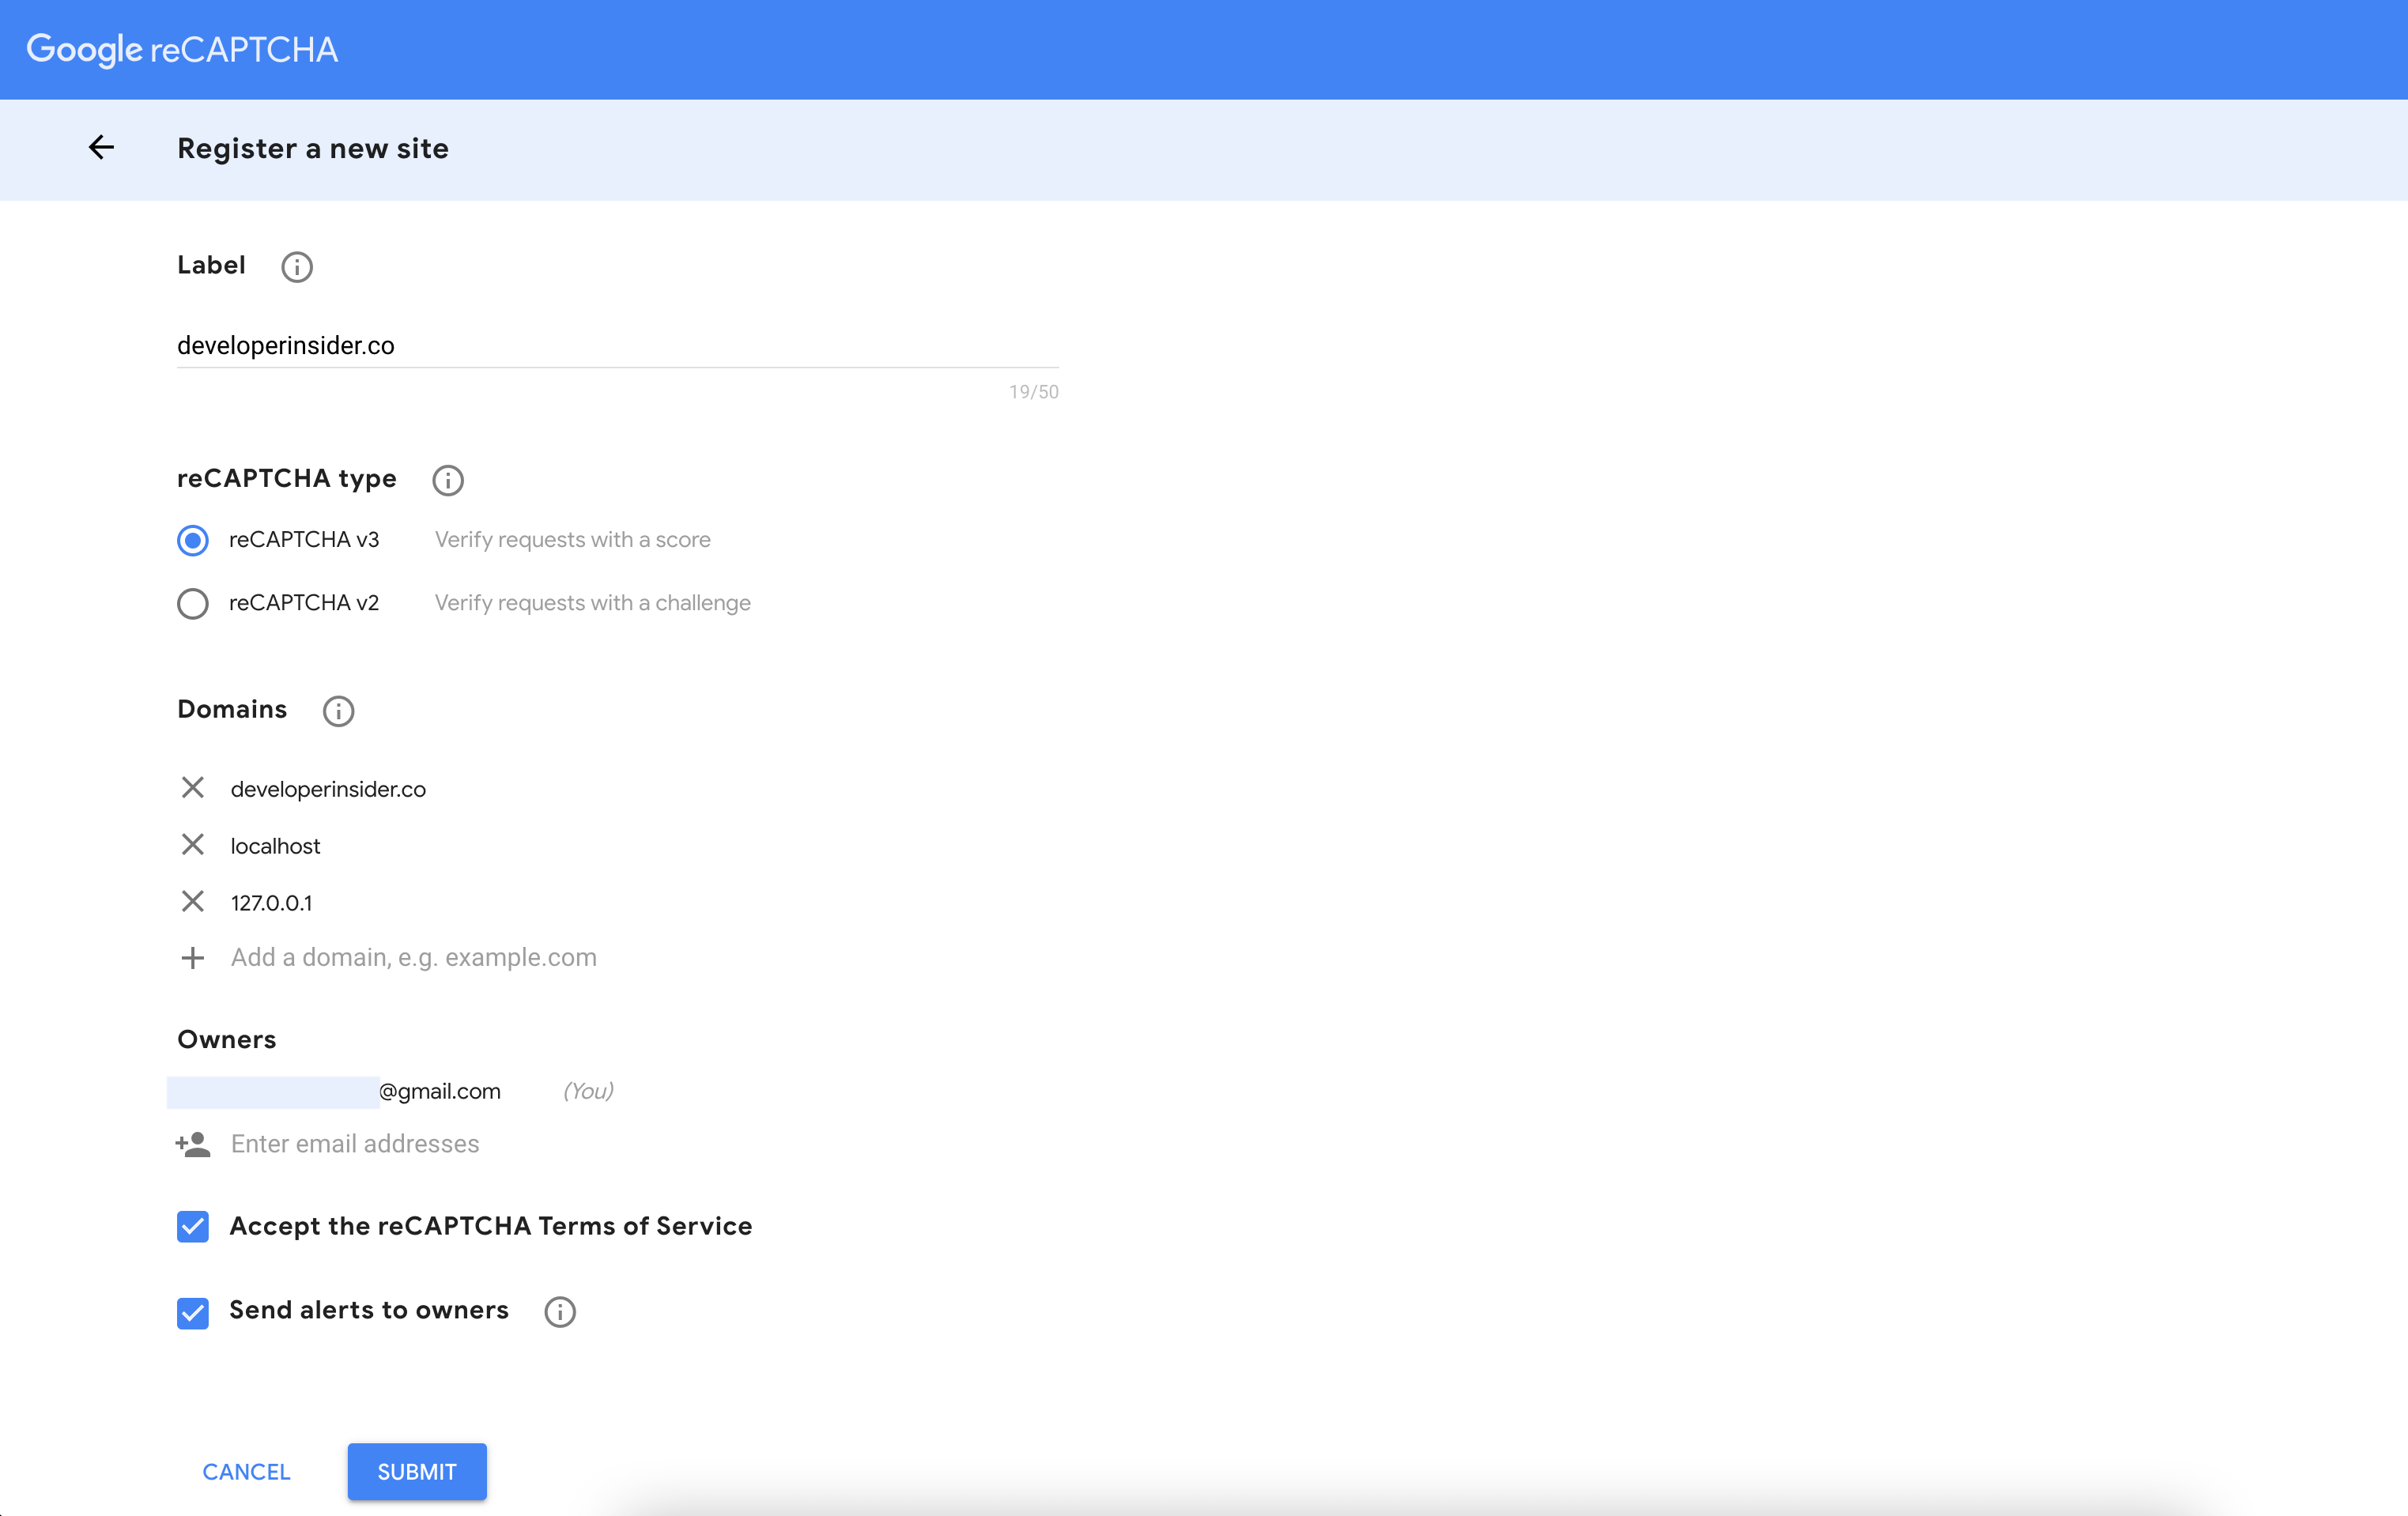 Google reCAPTCHA
Register a new site
Label
developerinsider.co
19/50
reCAPTCHA type
reCAPTCHA v3 Verify requests with a score
reCAPTCHA v2 Verify requests with a challenge
Domains
developerinsider.co
localhost
127.0.0.1
Add a domain, e.g. example.com
Owners
@gmail.com (You)
Enter email addresses
Accept the reCAPTCHA Terms of Service
Send alerts to owners
CANCEL SUBMIT